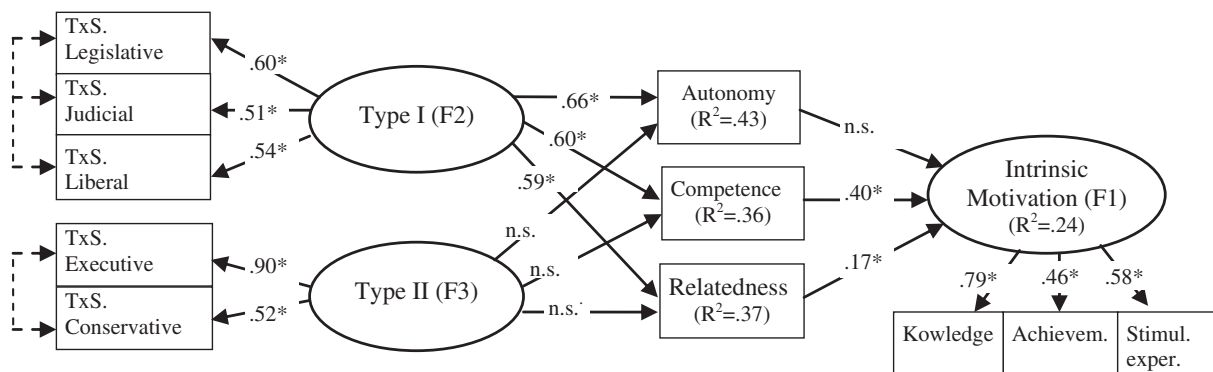 TxS.
Legislative
TxS.
Judicial
TxS.
Liberal
.60*
.51*
.54*
Type I (F2)
TxS.
Executive
TxS.
Conservative
.90*
.52*
Type II (F3)
.66*
.60*
.59*
n.s.
n.s.
n.s.
Autonomy
(R²=.43)
Competence
(R²=.36)
Relatedness
(R²=.37)
n.s.
.40*
.17*
Intrinsic
Motivation (F1)
(R²=.24)
.79*
.46*
.58*
Kowledge
Achievem.
Stimul.
exper.